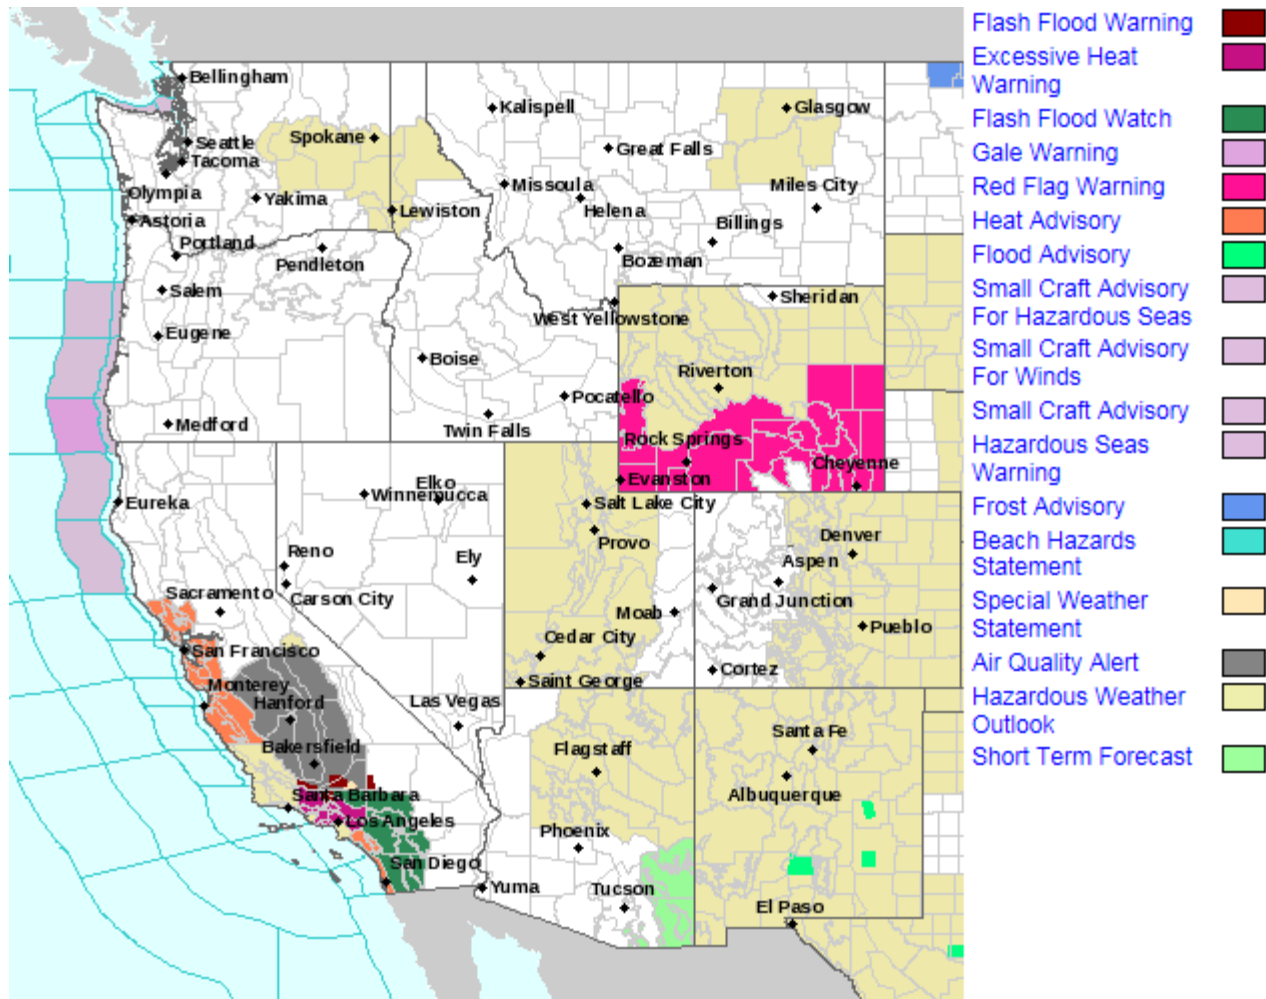 Bellingham
Kalispell
Glasgow
Spokane
Seattle
Great Falls
Tacoma
Missoula
Miles City
Olympia
Yakima
Helena
Lewiston
Astoria
Billings
Portland
Pendleton
Bozeman
Salem
Sheridan
West Yellowstone
Eugene
Boise
Riverton
Pocatello
Medford
Twin Falls
Rock Springs
Cheyenne
Evanston
Elko
Winnemucca
Eureka
Salt Lake City
Provo
Denver
Reno
Ely
Aspen
Sacramento
Carson City
Grand Junction
Moab
Pueblo
Cedar City
San Francisco
Cortez
Saint George
Monterey
Hanford
Las Vegas
Santa Fe
Bakersfield
Flagstaff
Santa Barbara
Albuquerque
Los Angeles
Phoenix
San Diego
Yuma
Tucson
El Paso
Flash Flood Warning
Excessive Heat
Warning
Flash Flood Watch
Gale Warning
Red Flag Warning
Heat Advisory
Flood Advisory
Small Craft Advisory
For Hazardous Seas
Small Craft Advisory
For Winds
Small Craft Advisory
Hazardous Seas
Warning
Frost Advisory
Beach Hazards
Statement
Special Weather
Statement
Air Quality Alert
Hazardous Weather
Outlook
Short Term Forecast